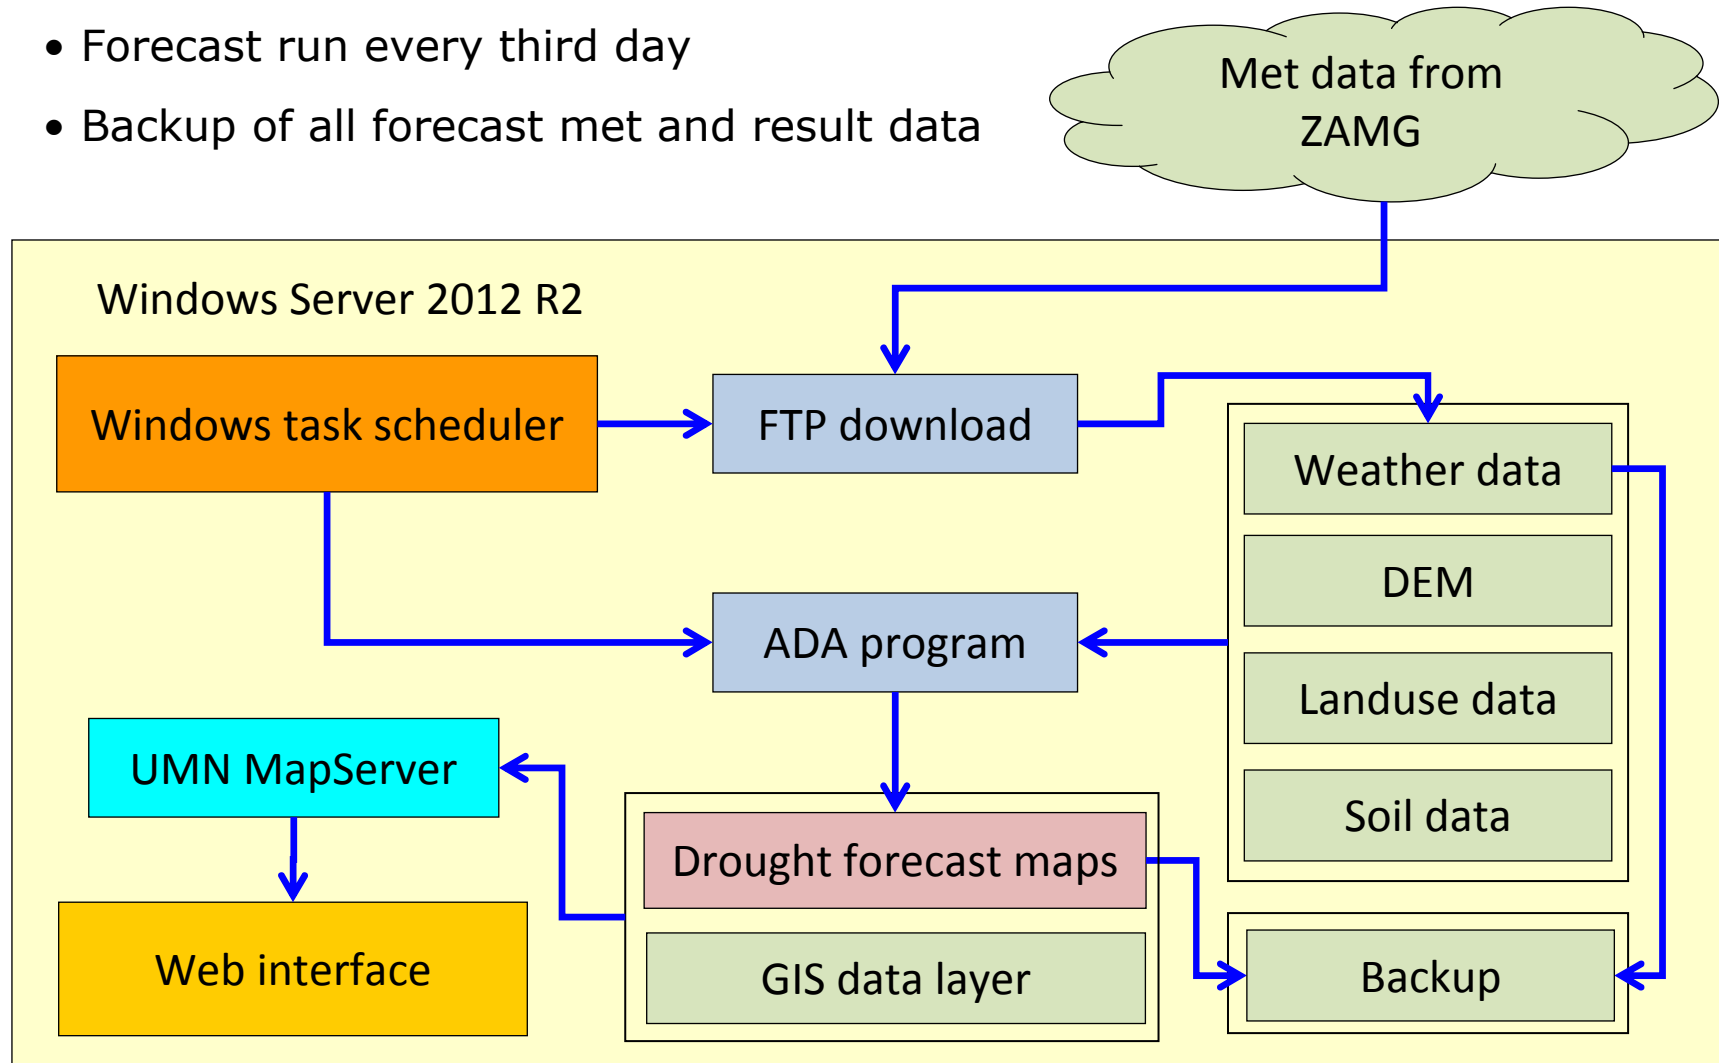 • Forecast run every third day
• Backup of all forecast met and result data
Met data from
ZAMG
Windows Server 2012 R2
Windows task scheduler
FTP download
Weather data
DEM
ADA program
Landuse data
UMN MapServer
Soil data
Drought forecast maps
Web interface
GIS data layer
Backup